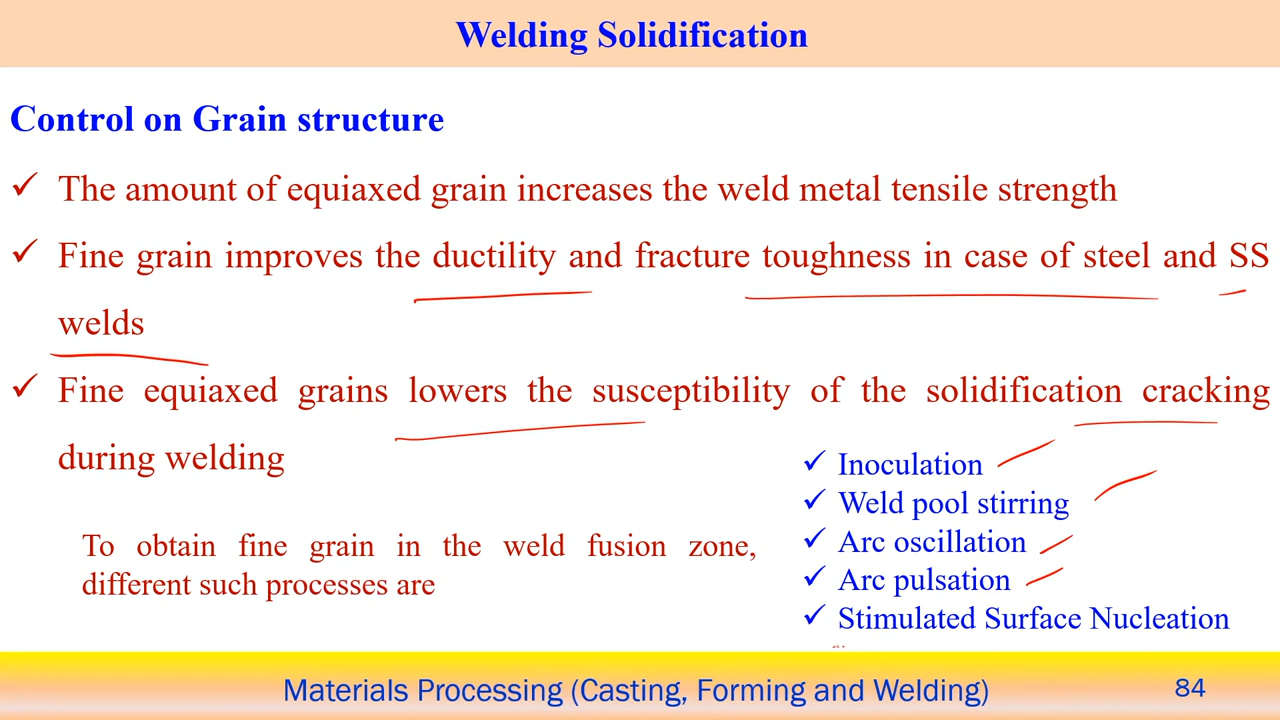 Welding Solidification
Control on Grain structure
✓ The amount of equiaxed grain increases the weld metal tensile strength
✓ Fine grain improves the ductility and fracture toughness in case of steel and SS
welds
✓ Fine equiaxed grains lowers the susceptibility of the solidification cracking
during welding
To obtain fine grain in the weld fusion zone,
different such processes are
✓ Inoculation
✓ Weld pool stirring
✓ Arc oscillation
✓ Arc pulsation
✓ Stimulated Surface Nucleation
Materials Processing (Casting, Forming and Welding)
84